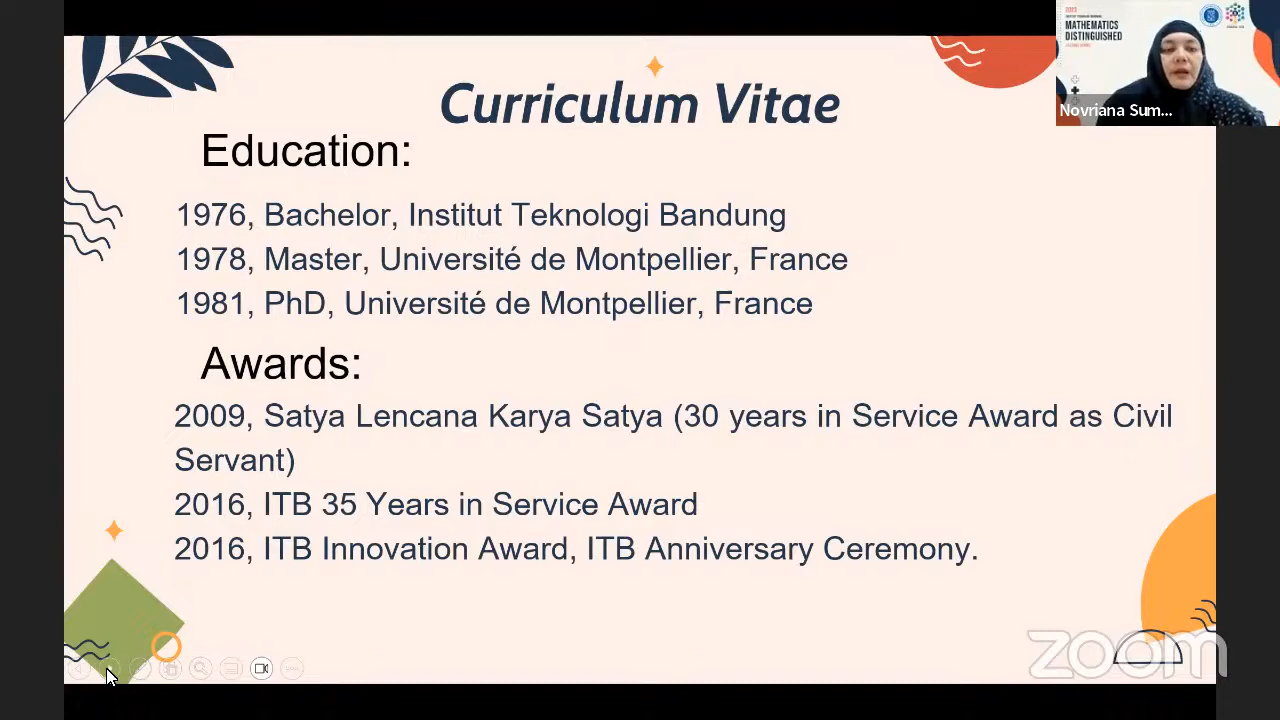 Curriculum Vitae
Education:
1976, Bachelor, Institut Teknologi Bandung
1978, Master, Université de Montpellier, France
1981, PhD, Université de Montpellier, France
Awards:
2009, Satya Lencana Karya Satya (30 years in Service Award as Civil
Servant)
2016, ITB 35 Years in Service Award
2016, ITB Innovation Award, ITB Anniversary Ceremony.
MATHEMATICS
DISTINGUISHED
Novriana Sum...
zoom